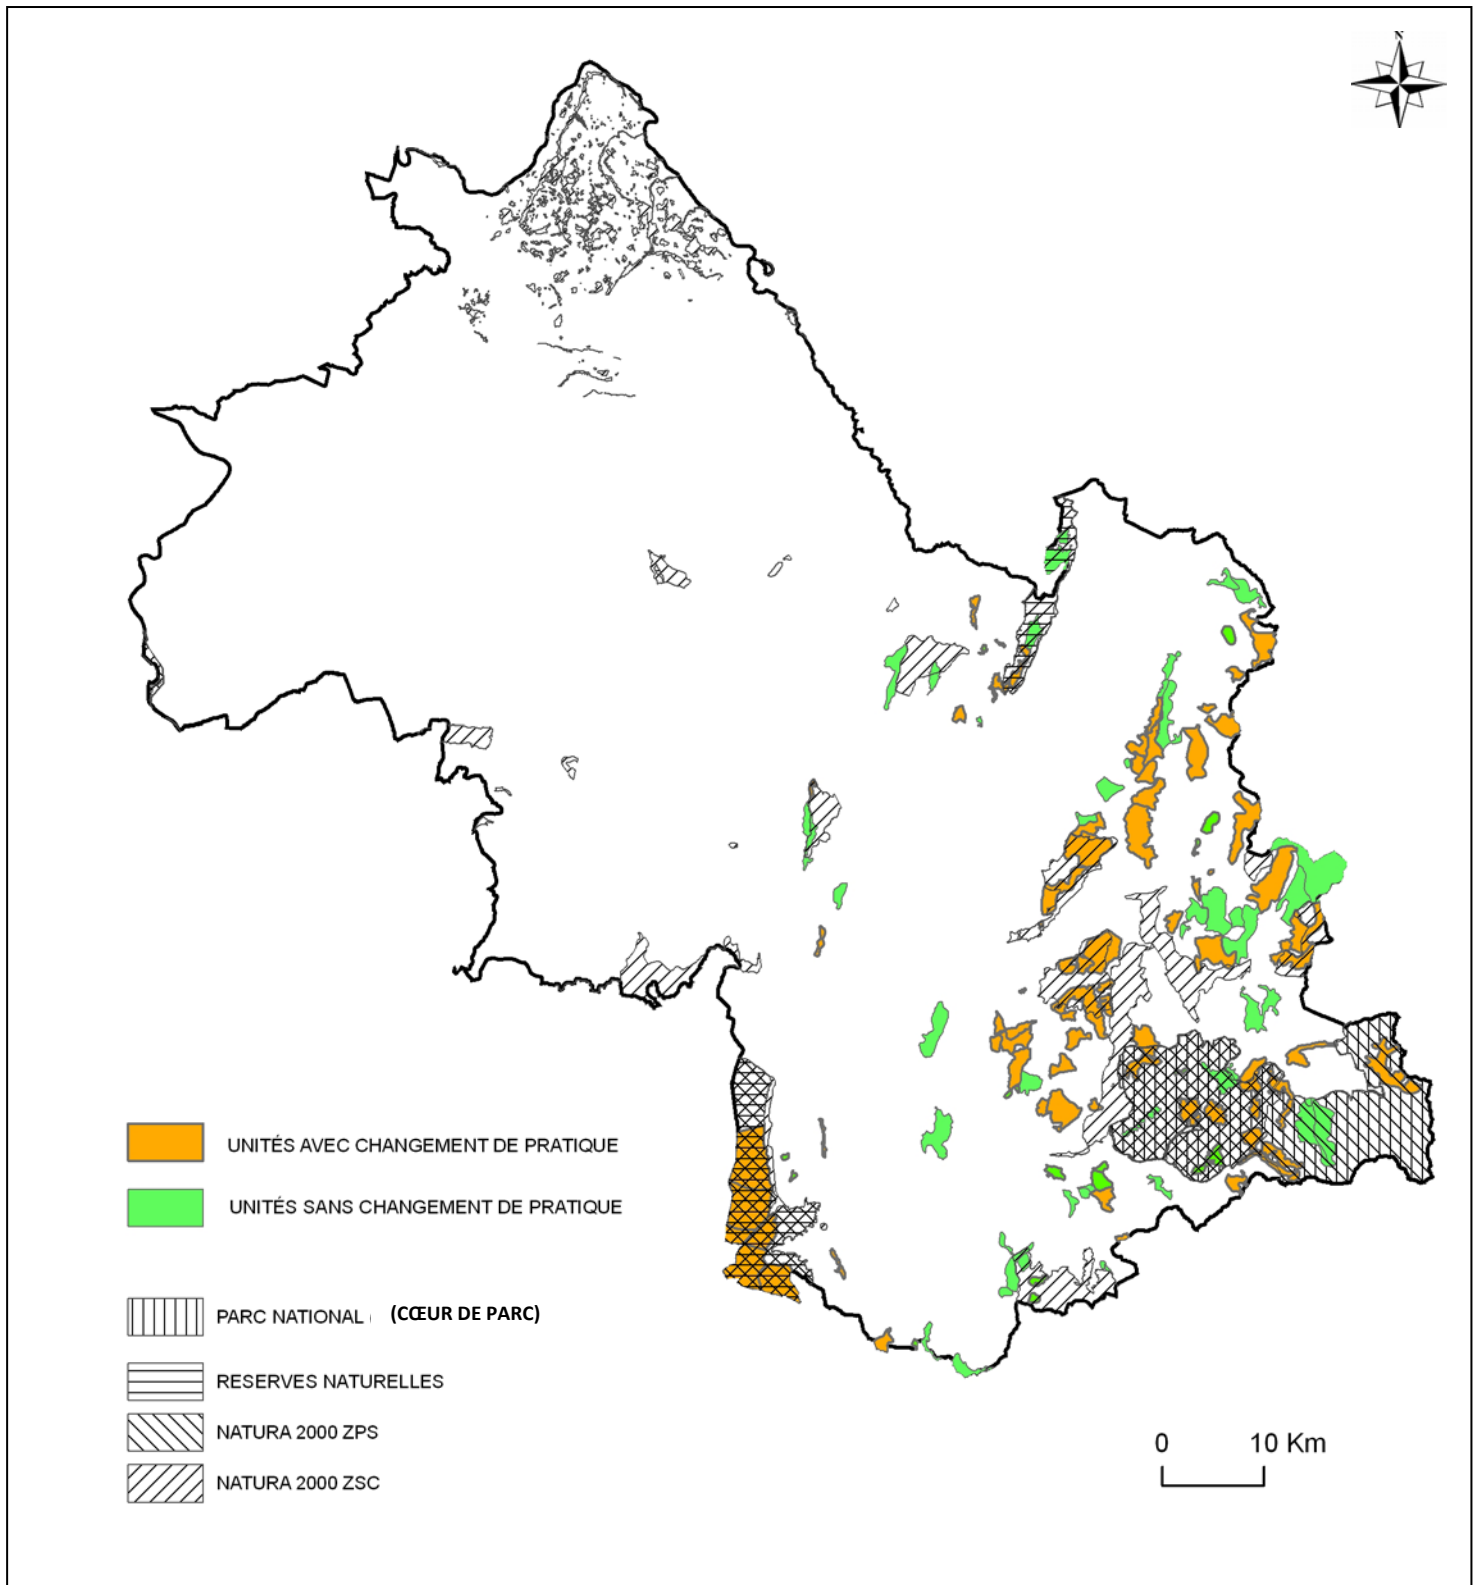 N
UNITÉS AVEC CHANGEMENT DE PRATIQUE
UNITÉS SANS CHANGEMENT DE PRATIQUE
PARC NATIONAL (CŒUR DE PARC)
RESERVES NATURELLES
NATURA 2000 ZPS
NATURA 2000 ZSC
0 10 Km